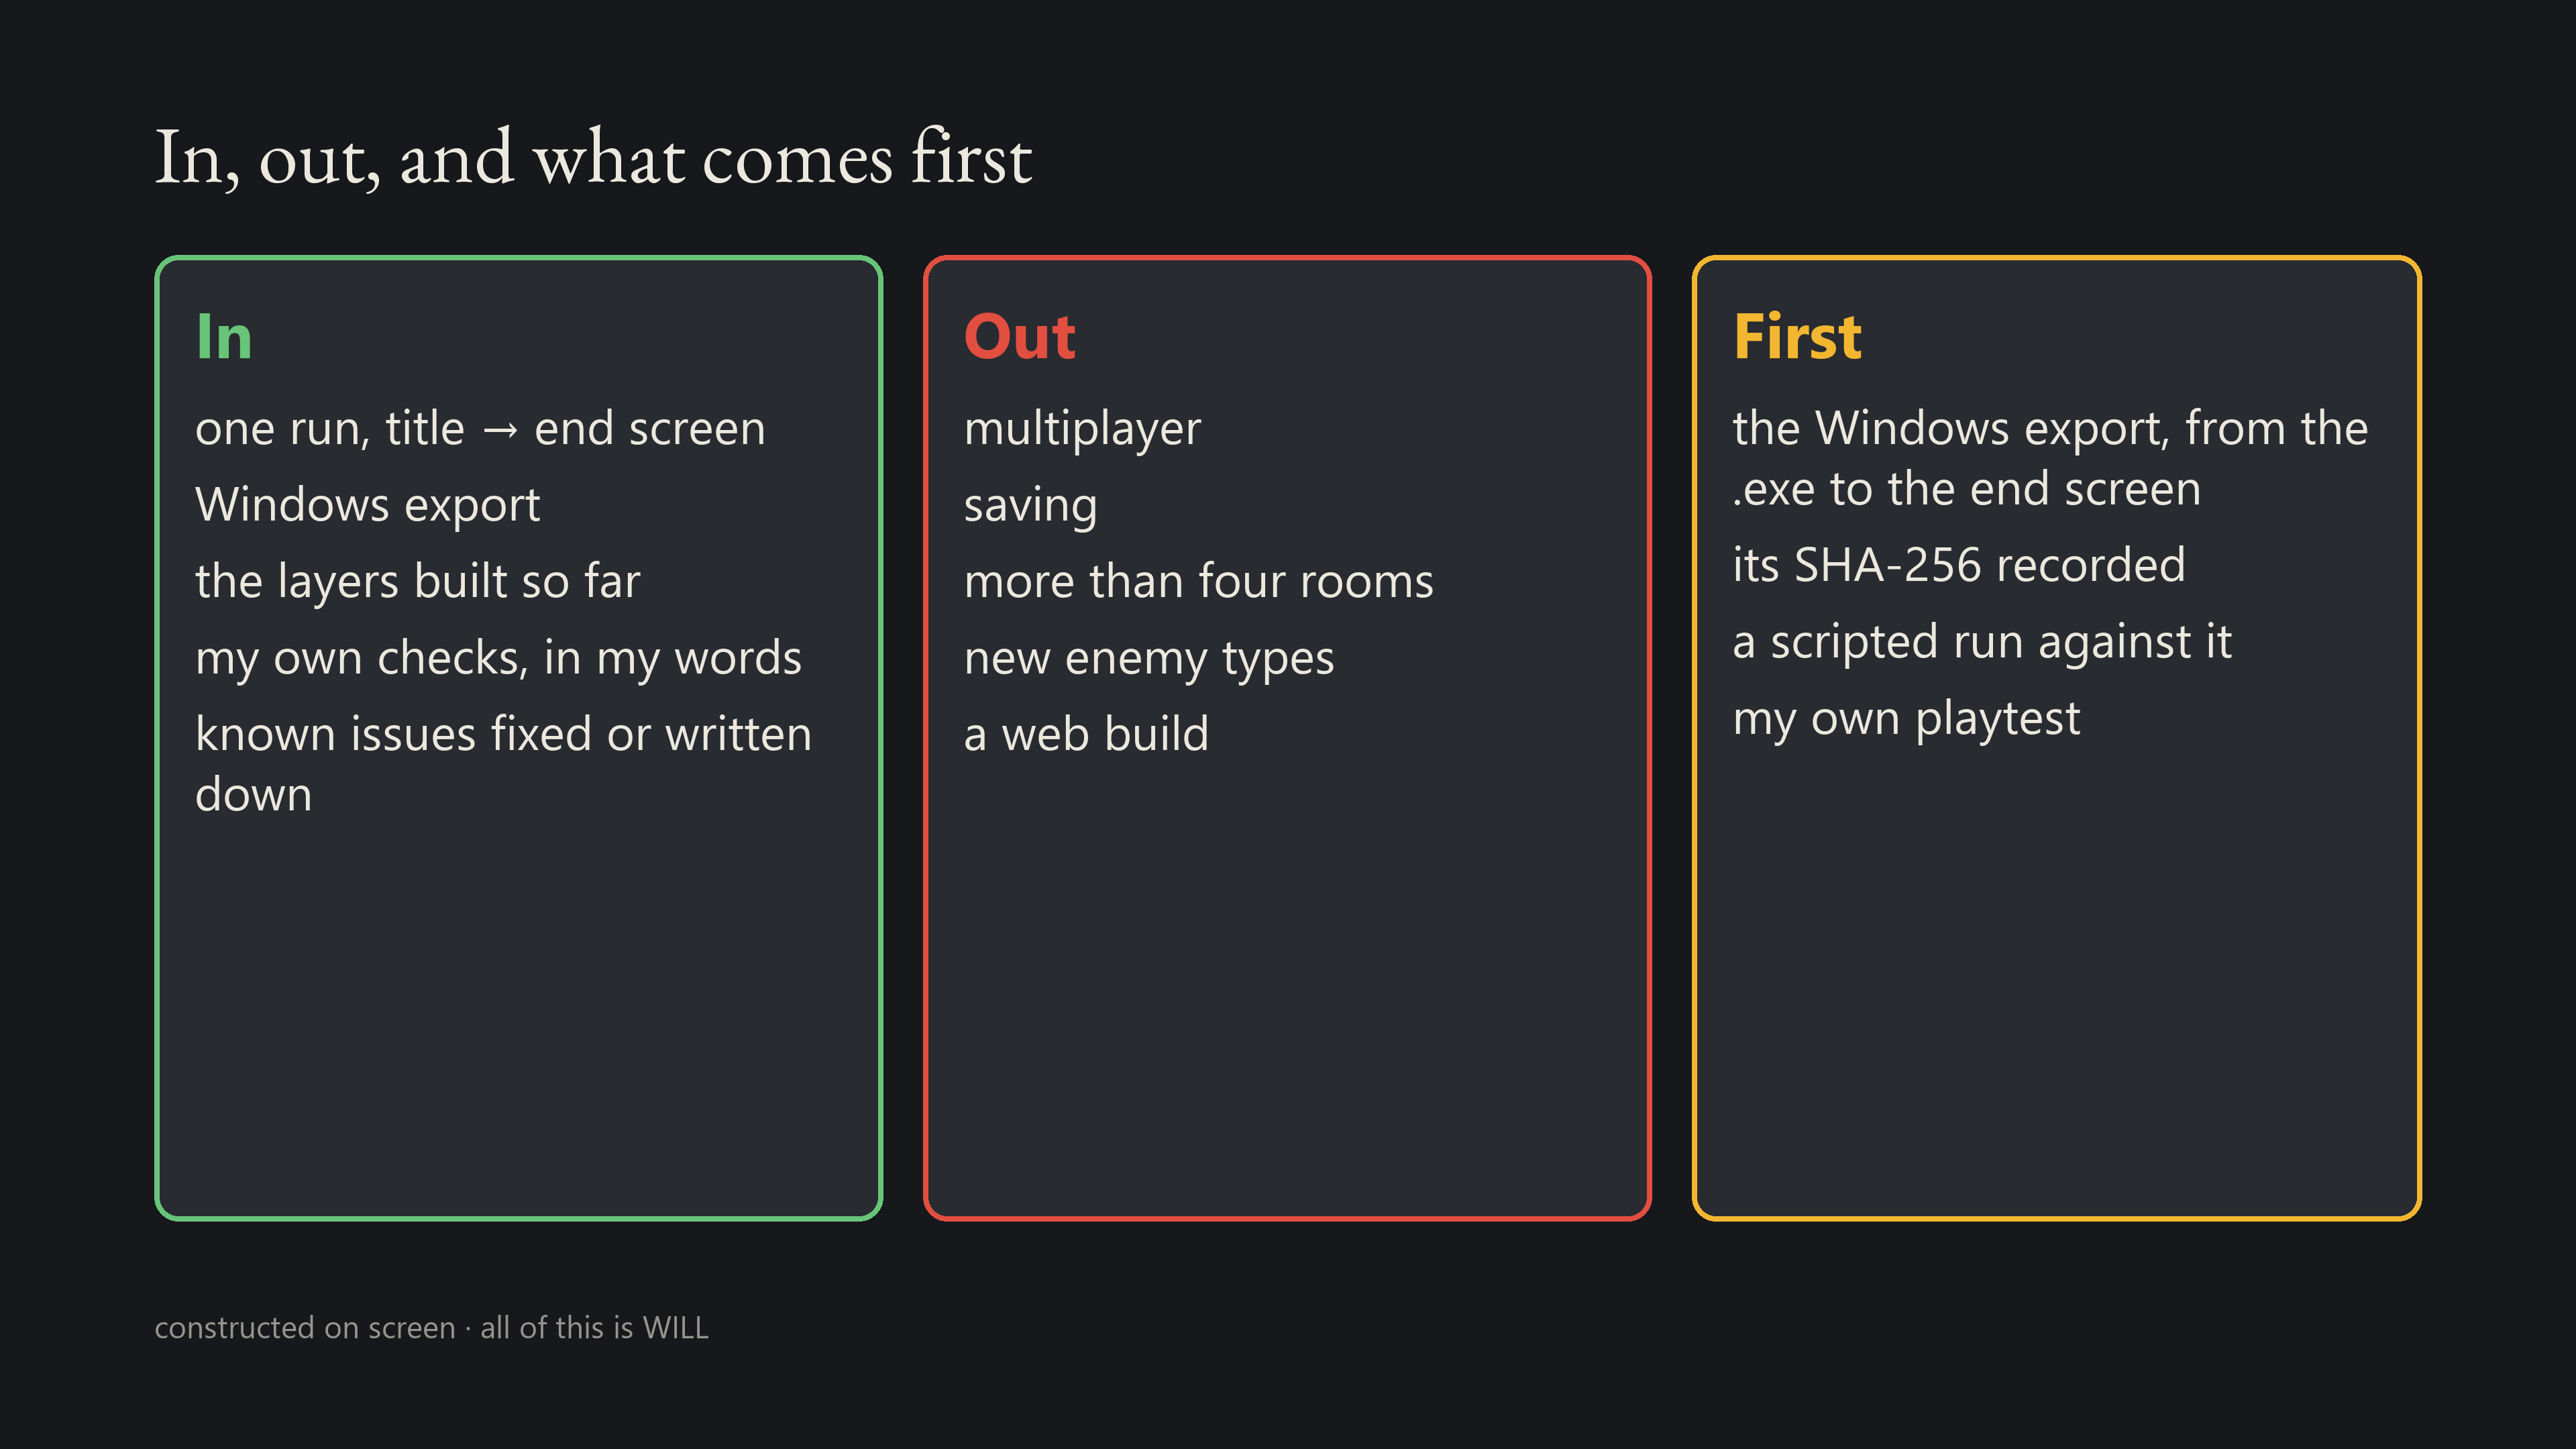 In, out, and what comes first
In
one run, title → end screen
Windows export
the layers built so far
my own checks, in my words
known issues fixed or written
down
Out
multiplayer
saving
more than four rooms
new enemy types
a web build
First
the Windows export, from the
.exe to the end screen
its SHA-256 recorded
a scripted run against it
my own playtest
constructed on screen · all of this is WILL